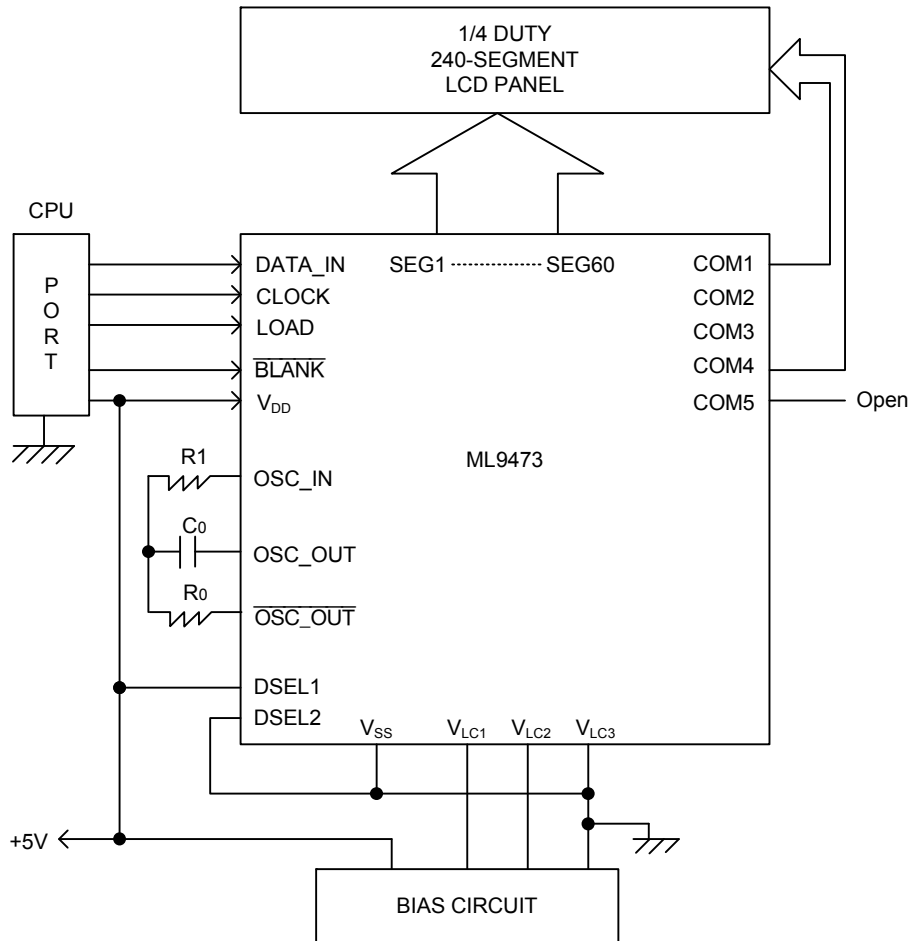 1/4 DUTY
240-SEGMENT
LCD PANEL
CPU
PORT
DATA_IN
CLOCK
LOAD
BLANK
VDD
SEG1 ---------------- SEG60
COM1
COM2
COM3
COM4
COM5
Open
ML9473
R1
OSC_IN
C0
OSC_OUT
R0
OSC_OUT
DSEL1
DSEL2
VSS
VLC1
VLC2
VLC3
+5V
BIAS CIRCUIT